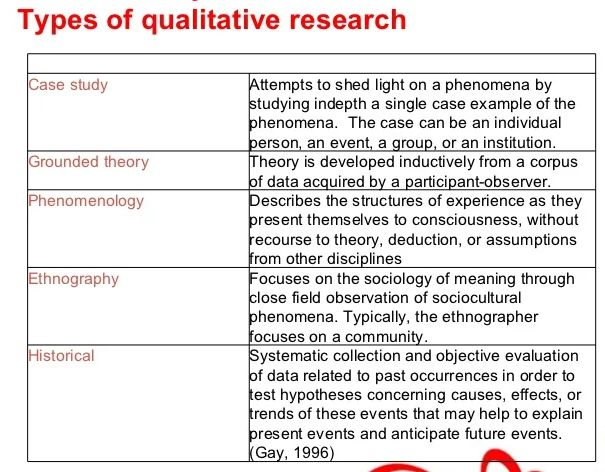 Types of qualitative research
Case study
Attempts to shed light on a phenomena by
studying indepth a single case example of the
phenomena.  The case can be an individual
person, an event, a group, or an institution.
Grounded theory
Theory is developed inductively from a corpus
of data acquired by a participant-observer.
Phenomenology
Describes the structures of experience as they
present themselves to consciousness, without
recourse to theory, deduction, or assumptions
from other disciplines
Ethnography
Focuses on the sociology of meaning through
close field observation of sociocultural
phenomena. Typically, the ethnographer
focuses on a community.
Historical
Systematic collection and objective evaluation
of data related to past occurrences in order to
test hypotheses concerning causes, effects, or
trends of these events that may help to explain
present events and anticipate future events.
(Gay, 1996)